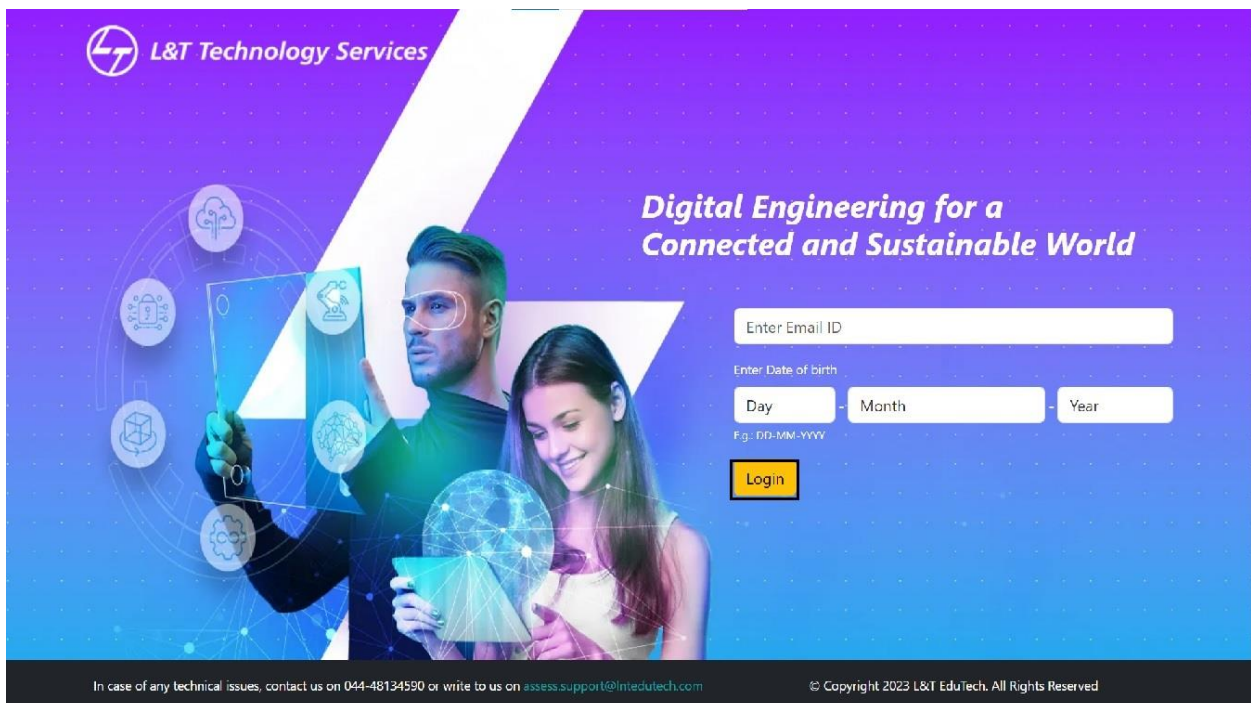 L&T Technology Services
Digital Engineering for a
Connected and Sustainable World
Enter Email ID
Enter Date of birth
Day - Month - Year
E.g.: DD-MM-YYYY
Login
In case of any technical issues, contact us on 044-48134590 or write to us on assess.support@lntedutech.com
© Copyright 2023 L&T EduTech. All Rights Reserved